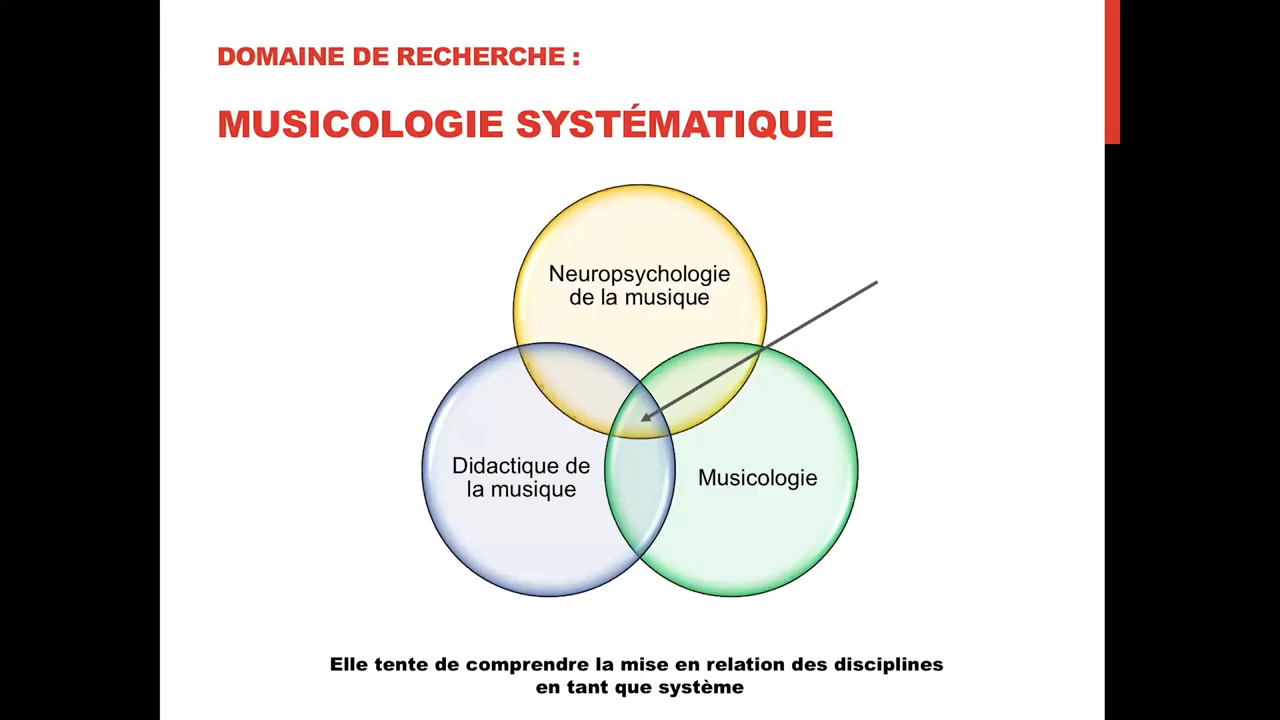 DOMAINE DE RECHERCHE :
MUSICOLOGIE SYSTÉMATIQUE
Neuropsychologie
de la musique
Didactique de
la musique
Musicologie
Elle tente de comprendre la mise en relation des disciplines
en tant que système